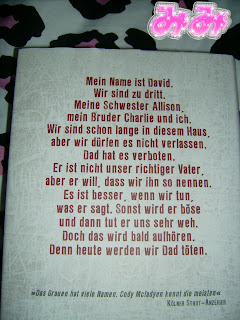 みぃみぃ
Mein Name ist David.
Wir sind zu dritt.
Meine Schwester Allison,
mein Bruder Charlie und ich.
Wir sind schon lange in diesem Haus,
aber wir dürfen es nicht verlassen.
Dad hat es verboten.
Er ist nicht unser richtiger Vater,
aber er will, dass wir ihn so nennen.
Es ist besser, wenn wir tun,
was er sagt. Sonst wird er böse
und dann tut er uns sehr weh.
Doch das wird bald aufhören.
Denn heute werden wir Dad töten.
»Das Grauen hat viele Namen. Cody Mcfadyen kennt die meisten«
KÖLNER STADT-ANZEIGER